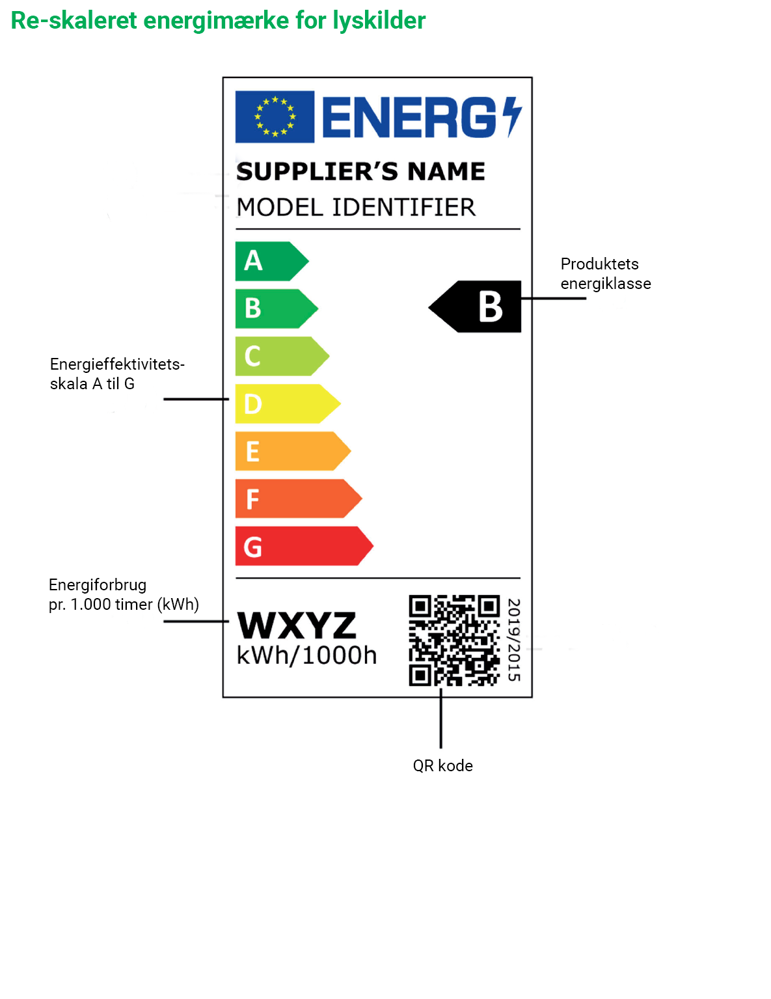 Re-skaleret energimærke for lyskilder
ENERG
SUPPLIER'S NAME
MODEL IDENTIFIER
A
Produktets
energiklasse
B
B
C
Energieffektivitets-
skala A til G
D
E
F
G
Energiforbrug
pr. 1.000 timer (kWh)
WXYZ
kWh/1000h
2019/2015
QR kode